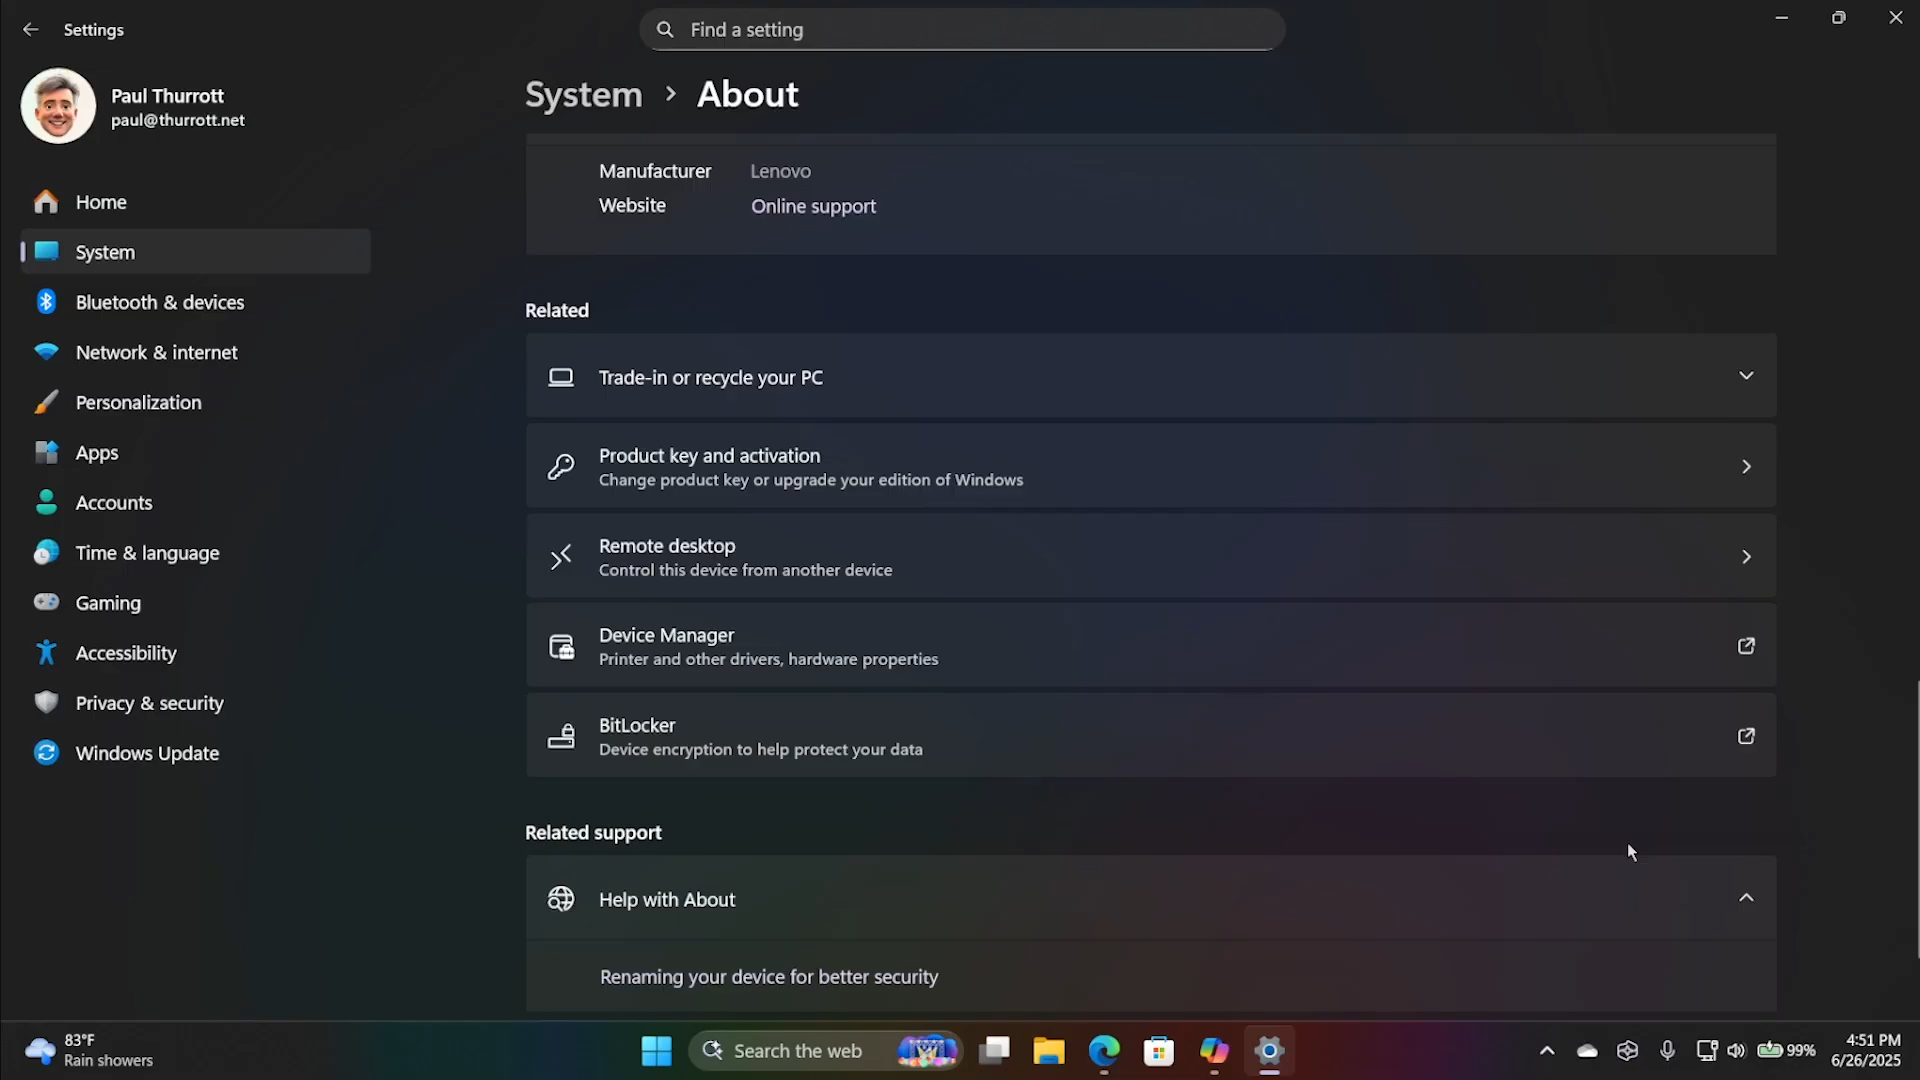 Settings
Find a setting
Paul Thurrott
paul@thurrott.net
Home
System
Bluetooth & devices
Network & internet
Personalization
Apps
Accounts
Time & language
Gaming
Accessibility
Privacy & security
Windows Update
System > About
Manufacturer Lenovo
Website Online support
Related
Trade-in or recycle your PC
Product key and activation
Change product key or upgrade your edition of Windows
Remote desktop
Control this device from another device
Device Manager
Printer and other drivers, hardware properties
BitLocker
Device encryption to help protect your data
Related support
Help with About
Renaming your device for better security
83°F
Rain showers
Search the web
99%
4:51 PM
6/26/2025